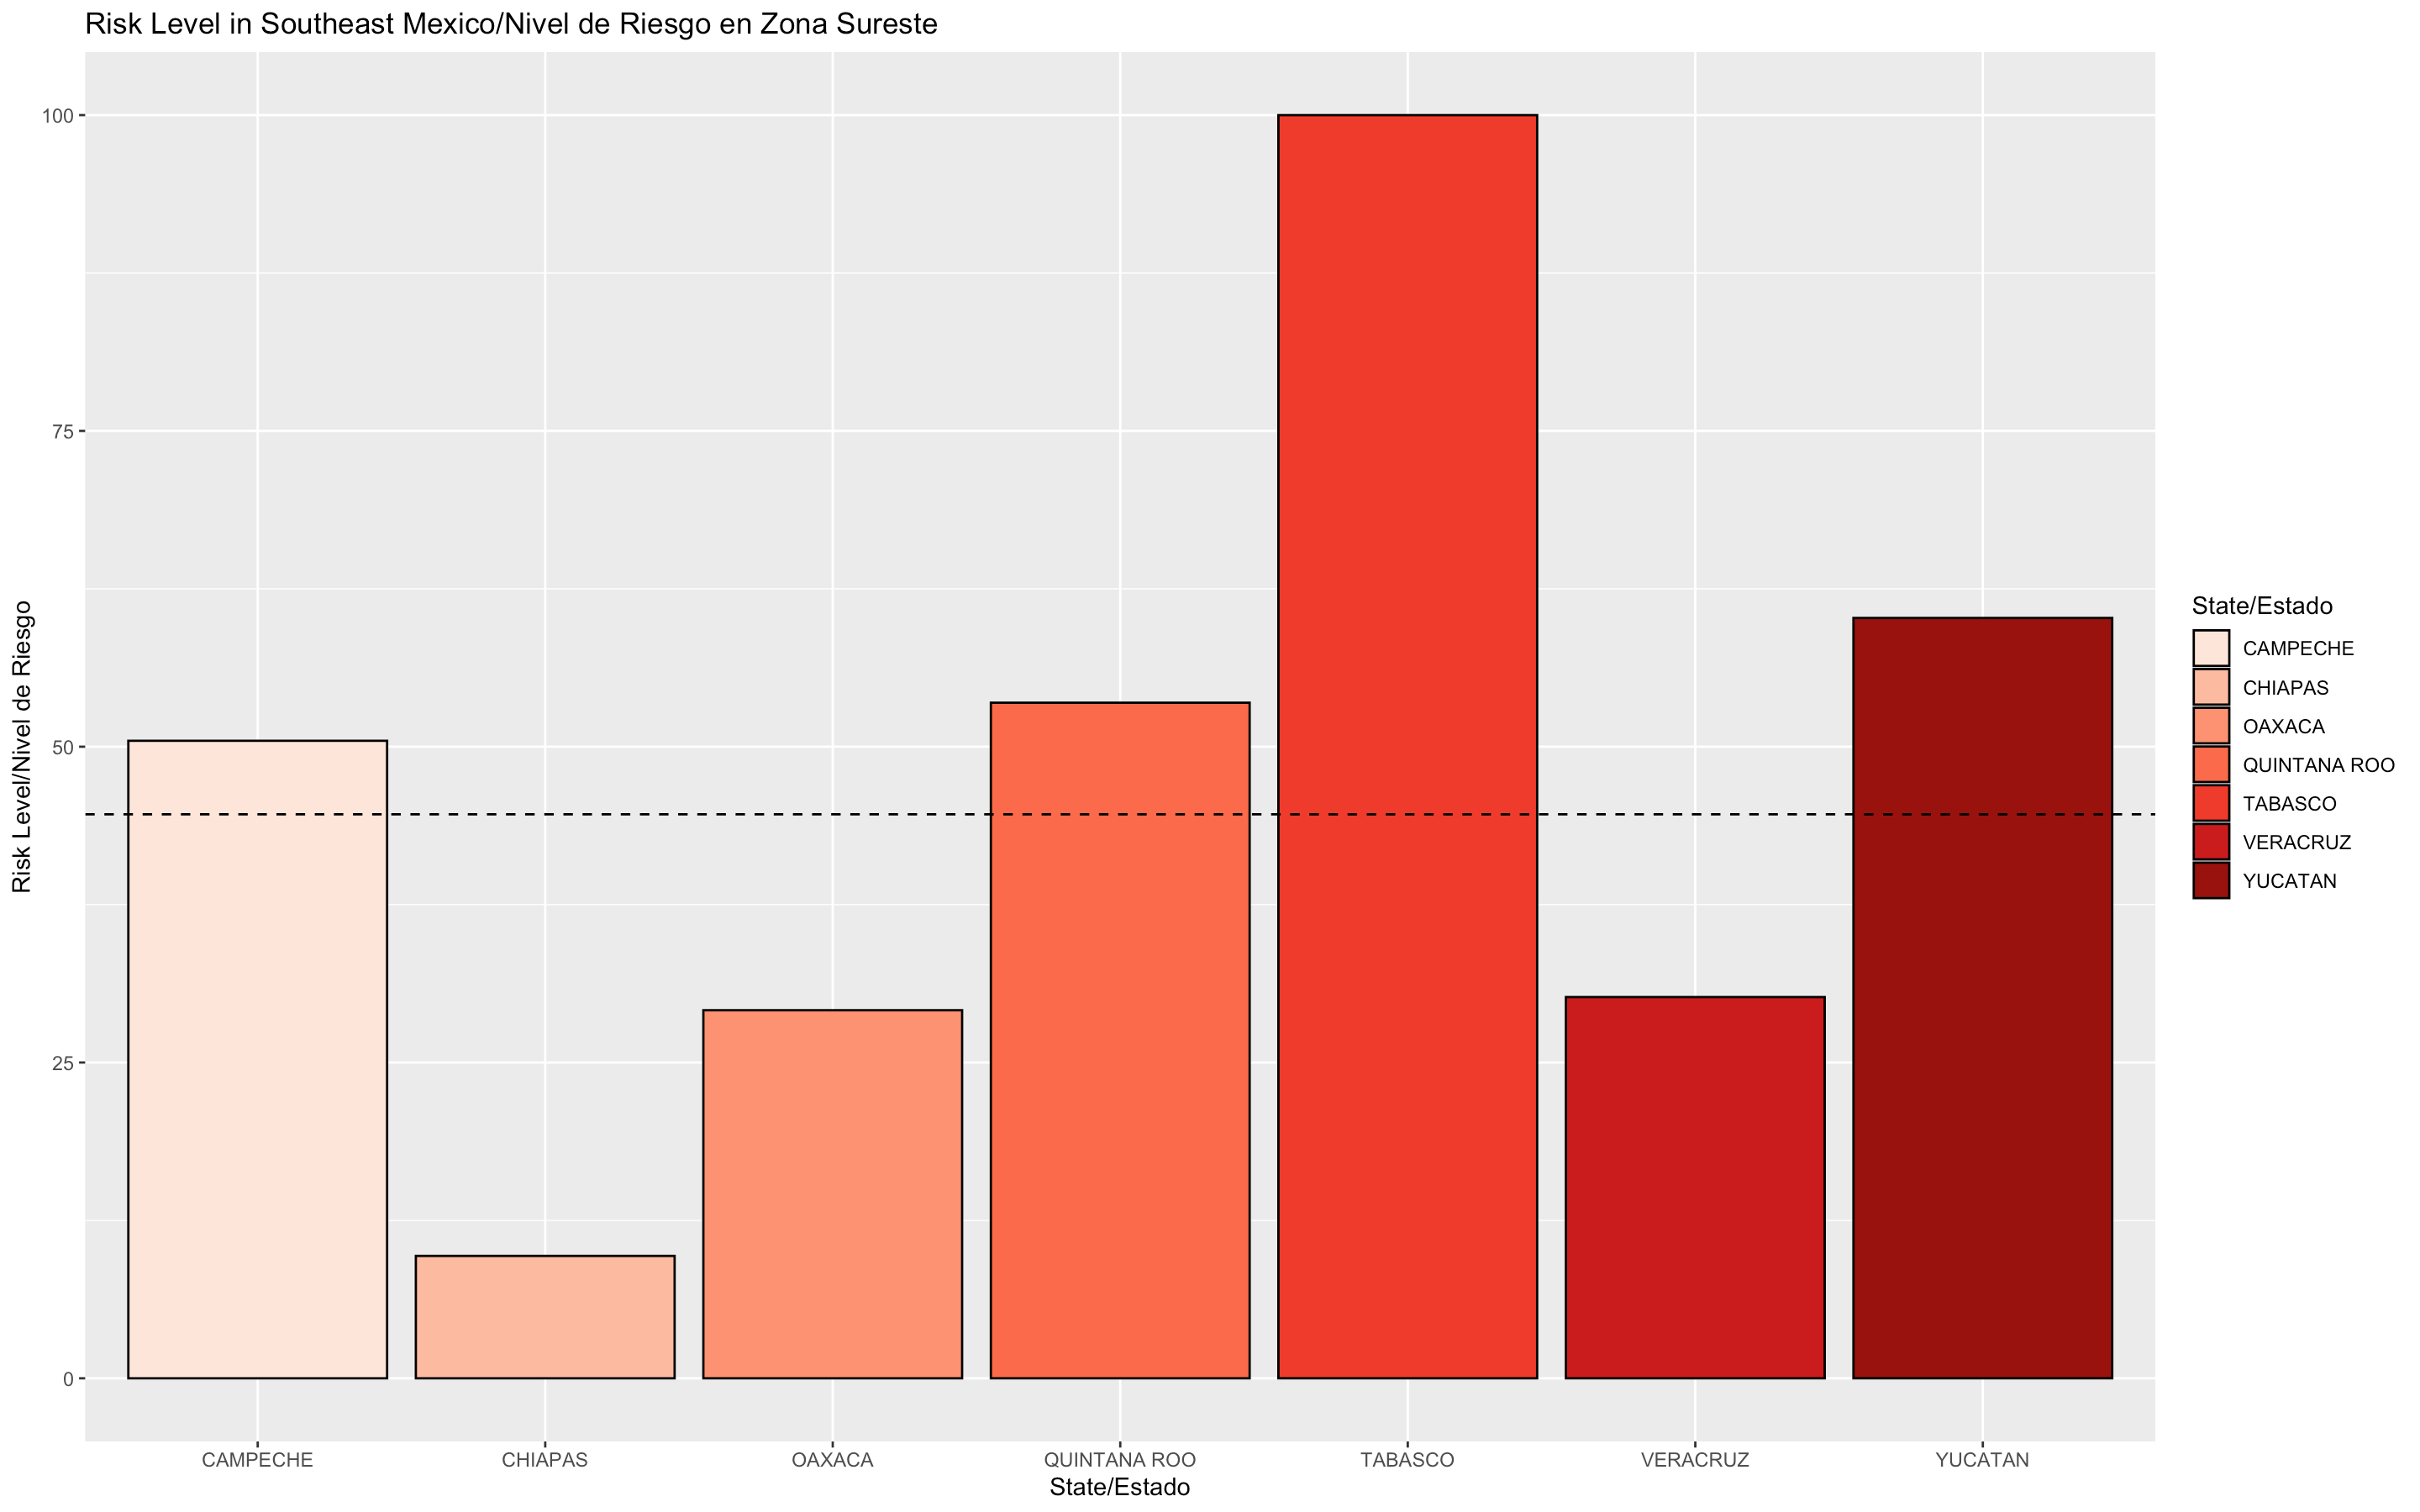 Risk Level in Southeast Mexico/Nivel de Riesgo en Zona Sureste
Risk Level/Nivel de Riesgo
100
75
50
25
0
CAMPECHE
CHIAPAS
OAXACA
QUINTANA ROO
TABASCO
VERACRUZ
YUCATAN
State/Estado
State/Estado
CAMPECHE
CHIAPAS
OAXACA
QUINTANA ROO
TABASCO
VERACRUZ
YUCATAN